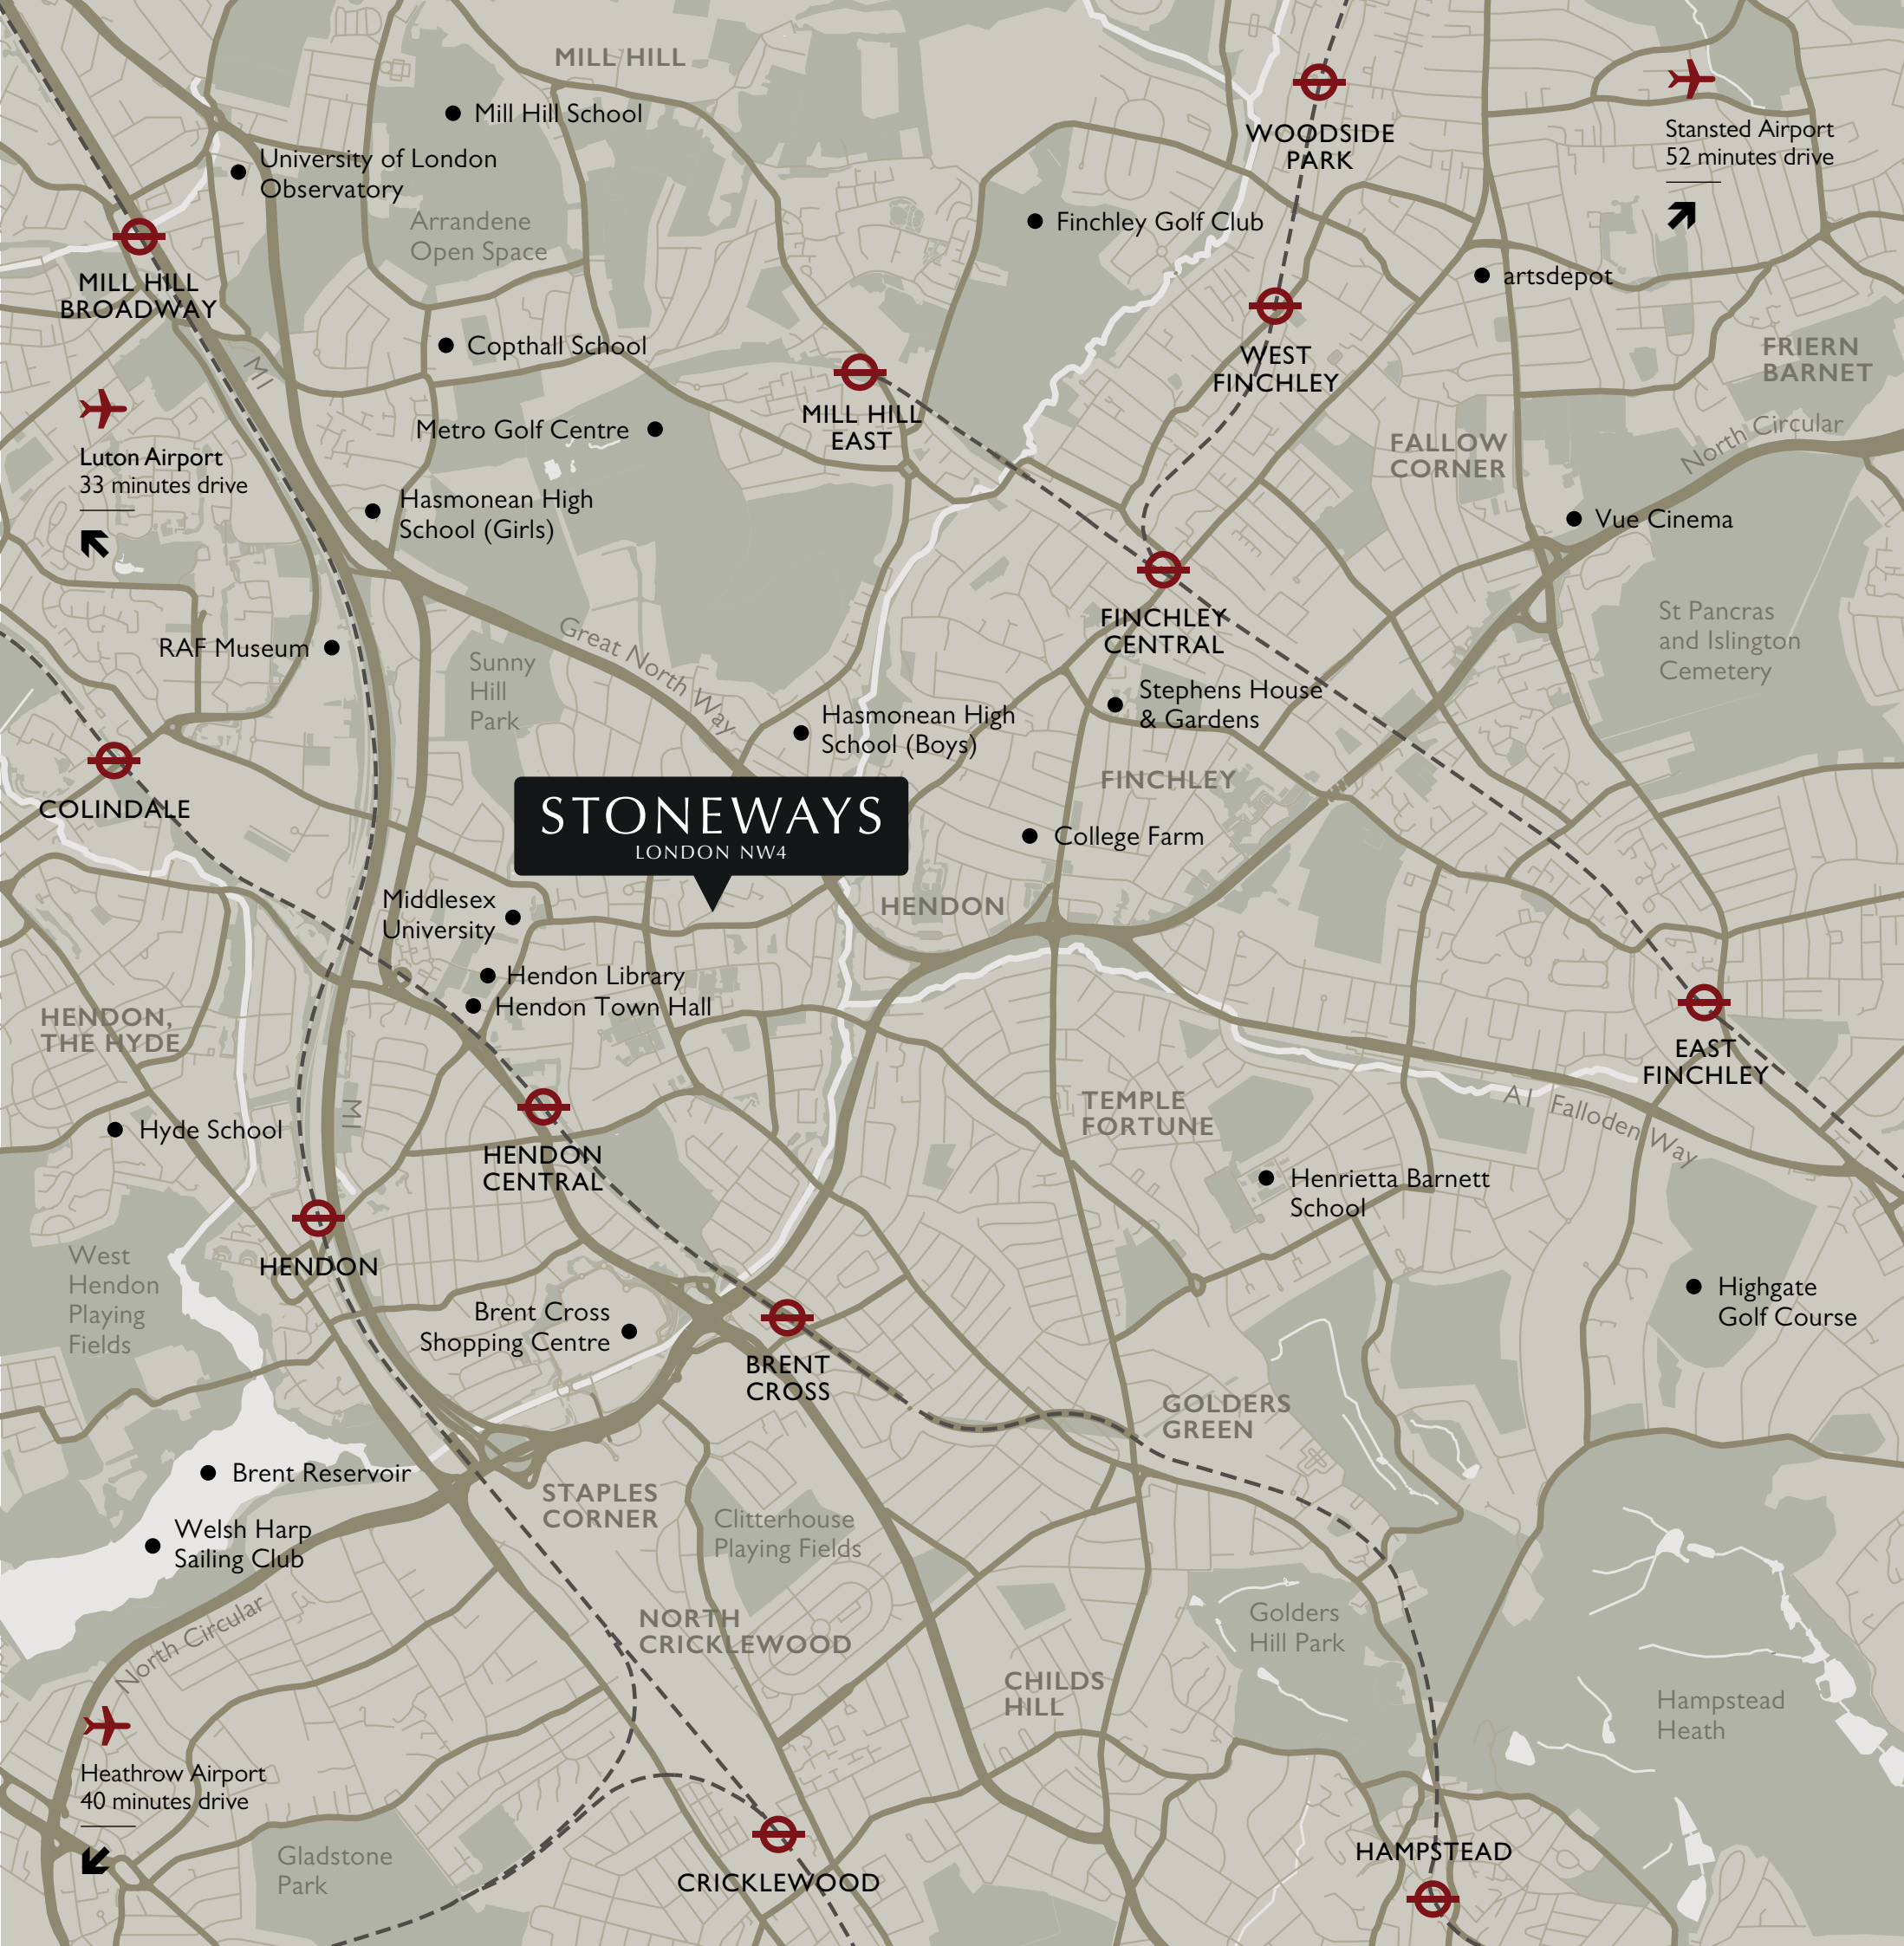 MILL HILL
Mill Hill School
WOODSIDE
PARK
Stansted Airport
52 minutes drive
University of London
Observatory
Arrandene
Open Space
Finchley Golf Club
artsdepot
MILL HILL
BROADWAY
Copthall School
M1
WEST
FINCHLEY
FRIERN
BARNET
MILL HILL
EAST
Metro Golf Centre
FALLOW
CORNER
North Circular
Luton Airport
33 minutes drive
Hasmonean High
School (Girls)
Vue Cinema
FINCHLEY
CENTRAL
St Pancras
and Islington
Cemetery
RAF Museum
Sunny
Hill
Park
Great North Way
Stephens House
& Gardens
Hasmonean High
School (Boys)
FINCHLEY
COLINDALE
STONEWAYS
LONDON NW4
College Farm
Middlesex
University
HENDON
Hendon Library
Hendon Town Hall
HENDON,
THE HYDE
EAST
FINCHLEY
M1
TEMPLE
FORTUNE
A1 Falloden Way
Hyde School
HENDON
CENTRAL
Henrietta Barnett
School
West
Hendon
Playing
Fields
HENDON
Highgate
Golf Course
Brent Cross
Shopping Centre
BRENT
CROSS
GOLDERS
GREEN
Brent Reservoir
STAPLES
CORNER
Clitterhouse
Playing Fields
Welsh Harp
Sailing Club
North Circular
NORTH
CRICKLEWOOD
Golders
Hill Park
CHILDS
HILL
Hampstead
Heath
Heathrow Airport
40 minutes drive
Gladstone
Park
CRICKLEWOOD
HAMPSTEAD